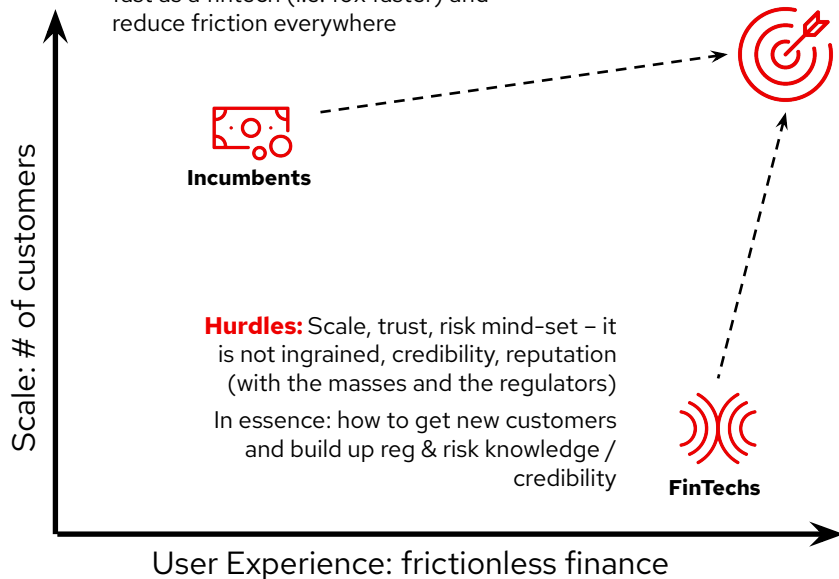 fast as a fintech (i.e. 10x faster) and
reduce friction everywhere
Incumbents
Scale: # of customers
Hurdles: Scale, trust, risk mind-set – it
is not ingrained, credibility, reputation
(with the masses and the regulators)
In essence: how to get new customers
and build up reg & risk knowledge /
credibility
FinTechs
User Experience: frictionless finance